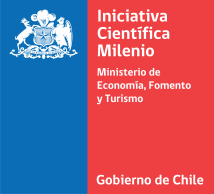 Iniciativa
Científica
Milenio
Ministerio de
Economía, Fomento
y Turismo
Gobierno de Chile